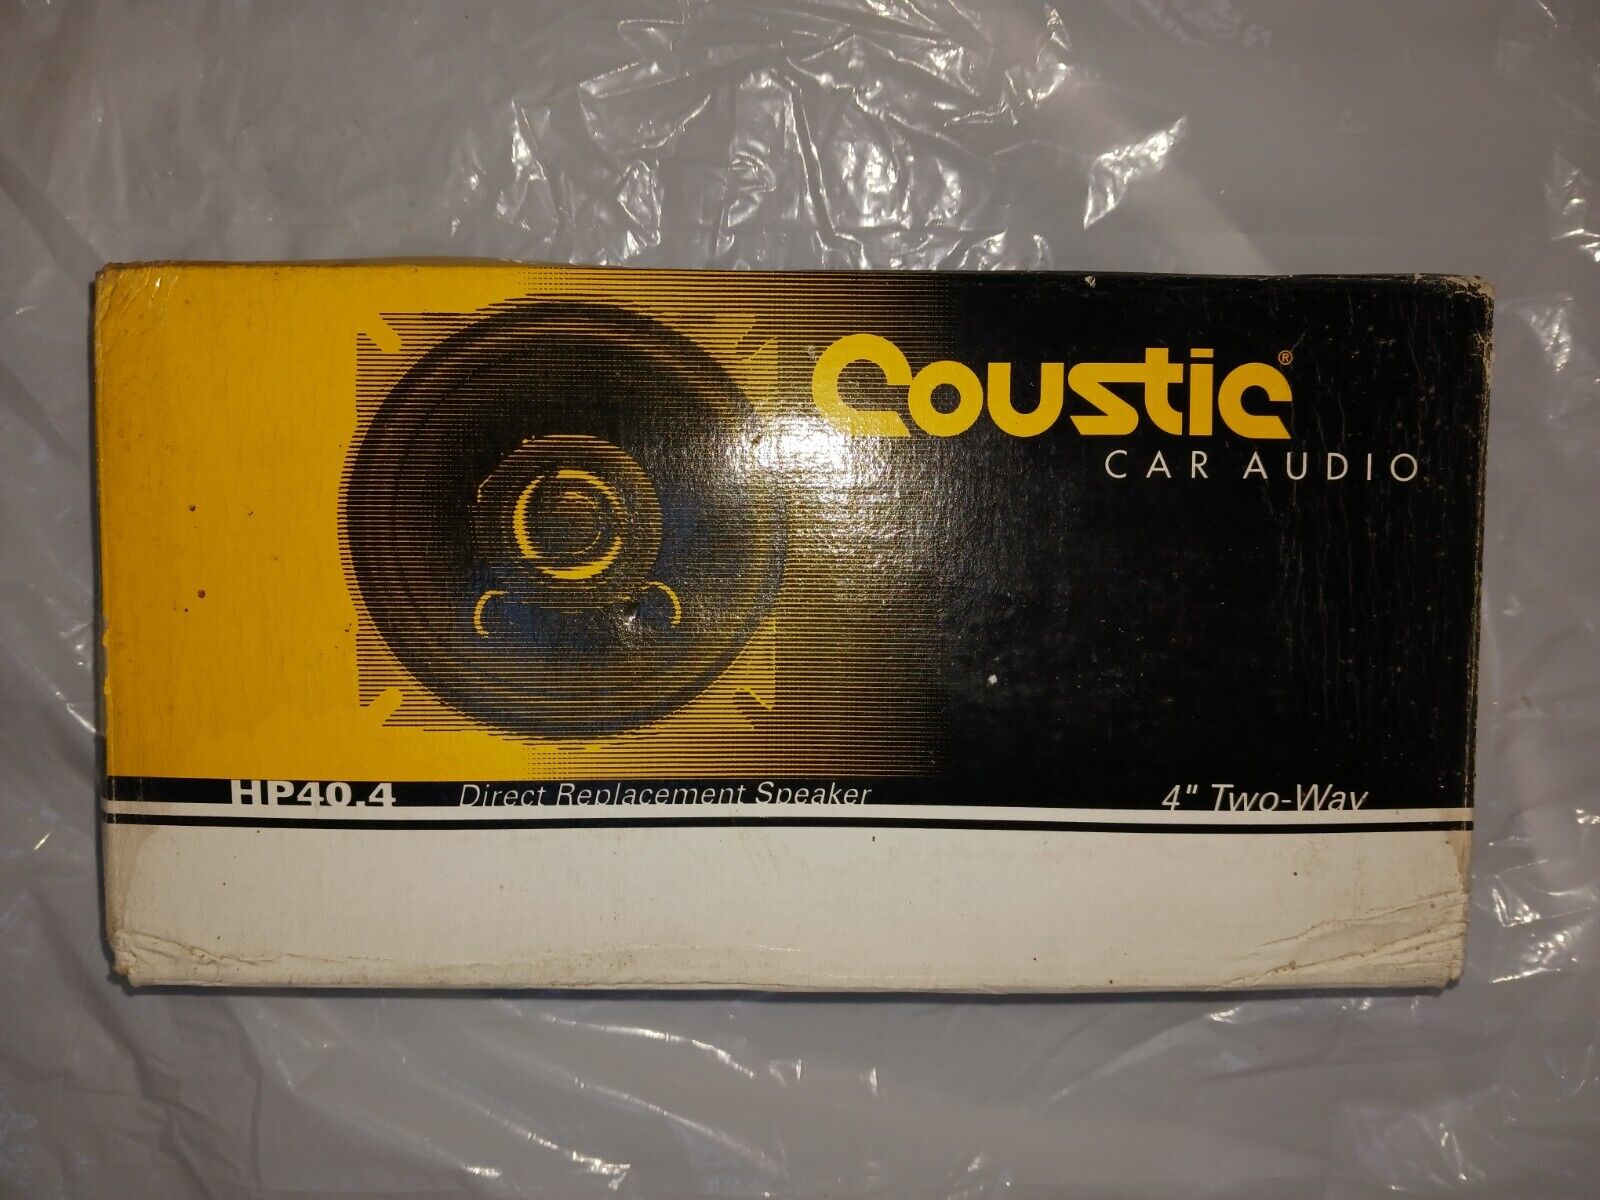 Coustic®
CAR AUDIO
HP40.4 Direct Replacement Speaker 4" Two-Way